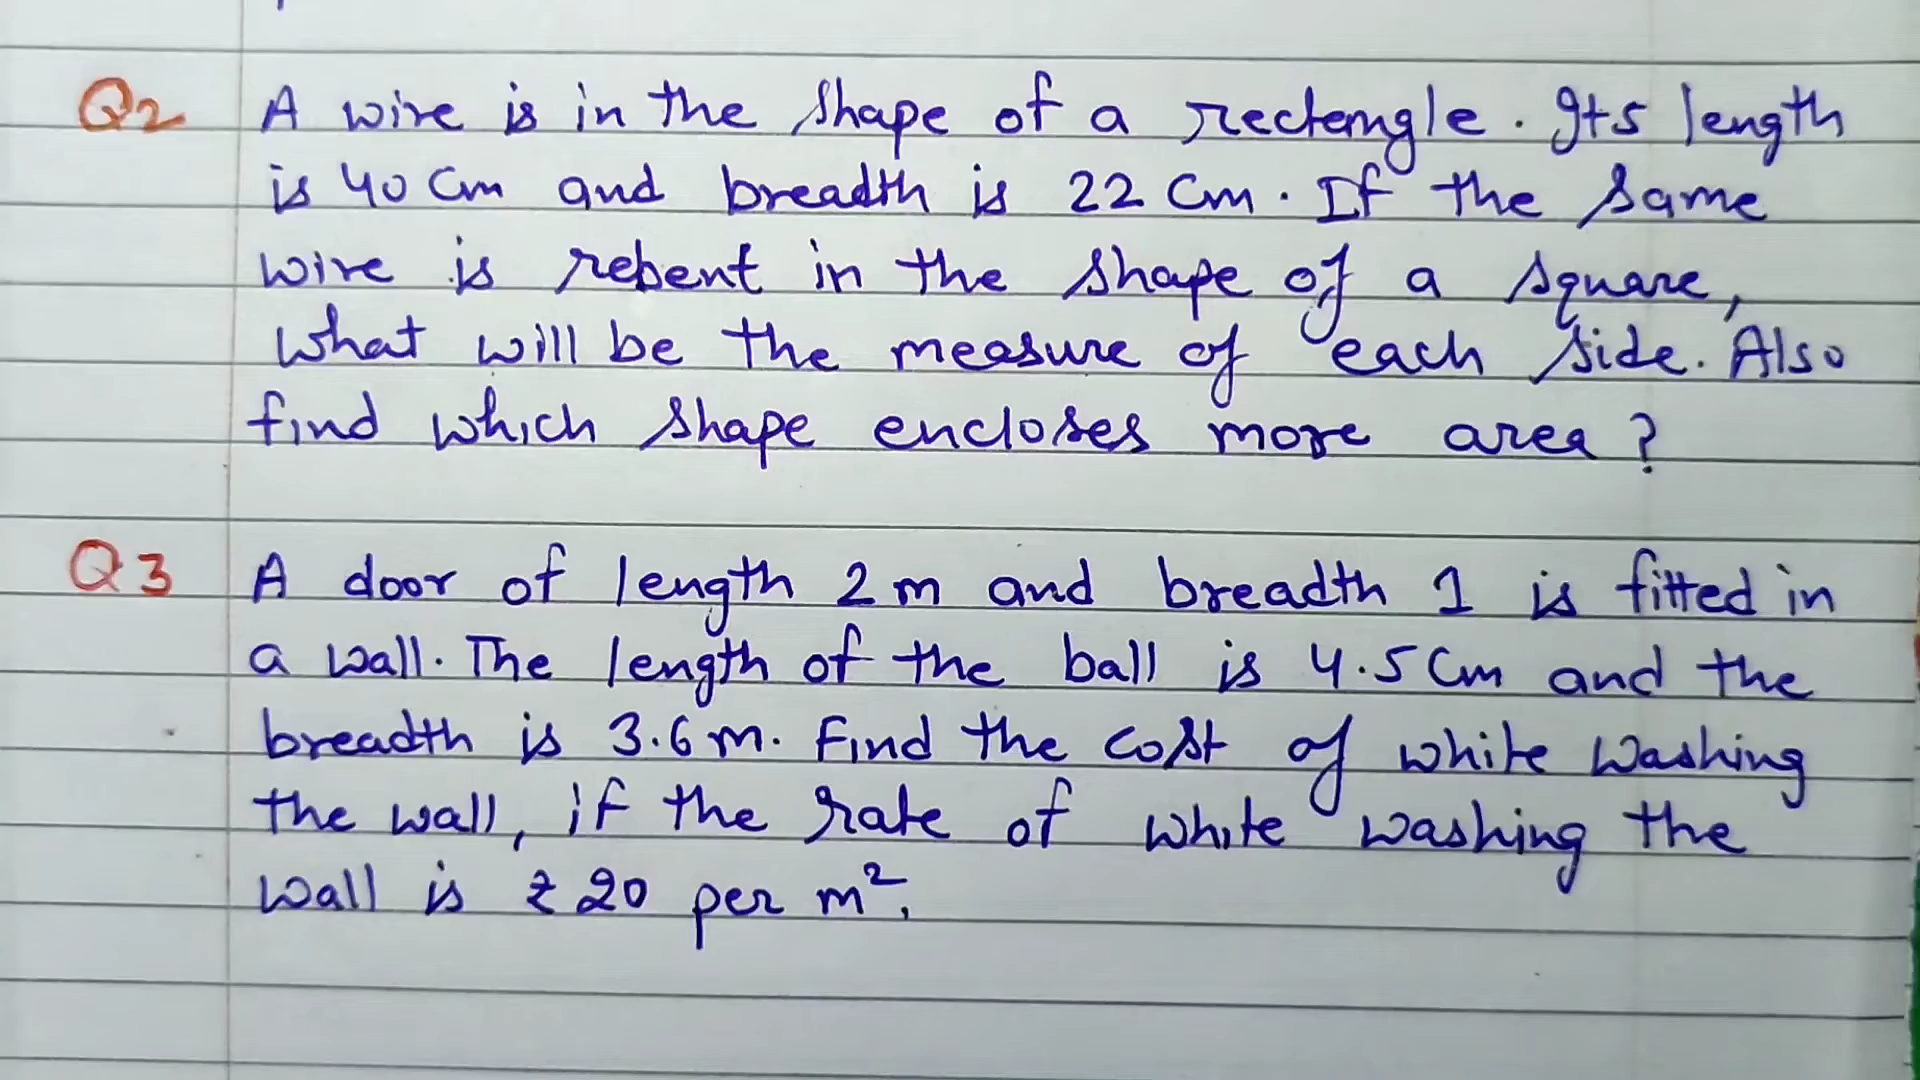 Q2 A wire is in the shape of a rectangle. Its length
is 40 cm and breadth is 22 cm. If the same
wire is rebent in the shape of a square,
what will be the measure of each side. Also
find which shape encloses more area?
Q3 A door of length 2 m and breadth 1 is fitted in
a wall. The length of the ball is 4.5 cm and the
breadth is 3.6 m. Find the cost of white washing
the wall, if the rate of white washing the
wall is ₹ 20 per m².